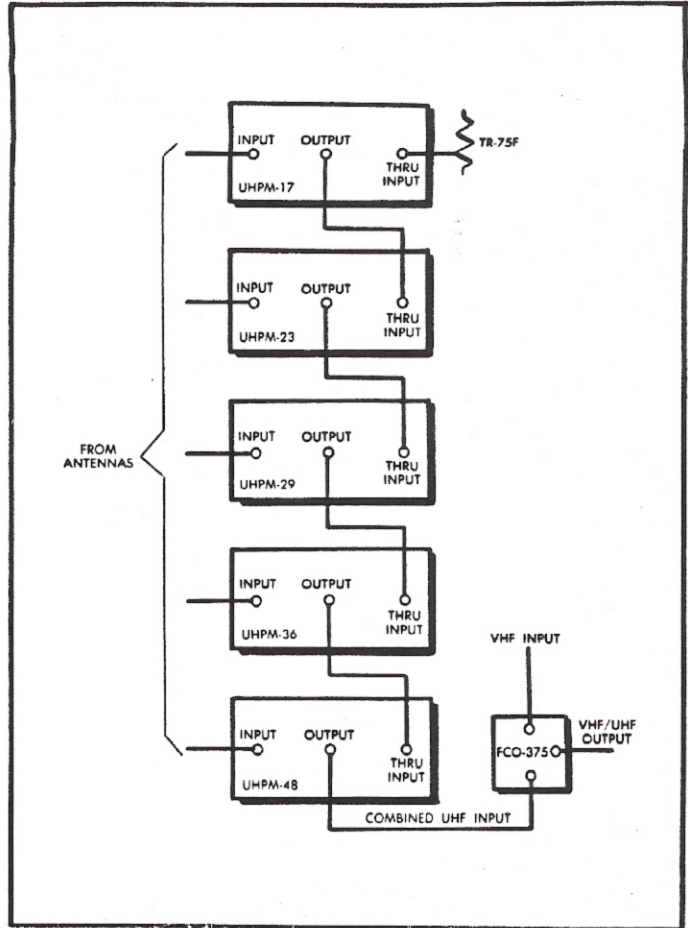 INPUT OUTPUT
THRU
INPUT
UHPM-17
TR-75F
INPUT OUTPUT
THRU
INPUT
UHPM-23
FROM
ANTENNAS
INPUT OUTPUT
THRU
INPUT
UHPM-29
INPUT OUTPUT
THRU
INPUT
UHPM-36
INPUT OUTPUT
THRU
INPUT
UHPM-48
VHF INPUT
FCO-375
VHF/UHF
OUTPUT
COMBINED UHF INPUT